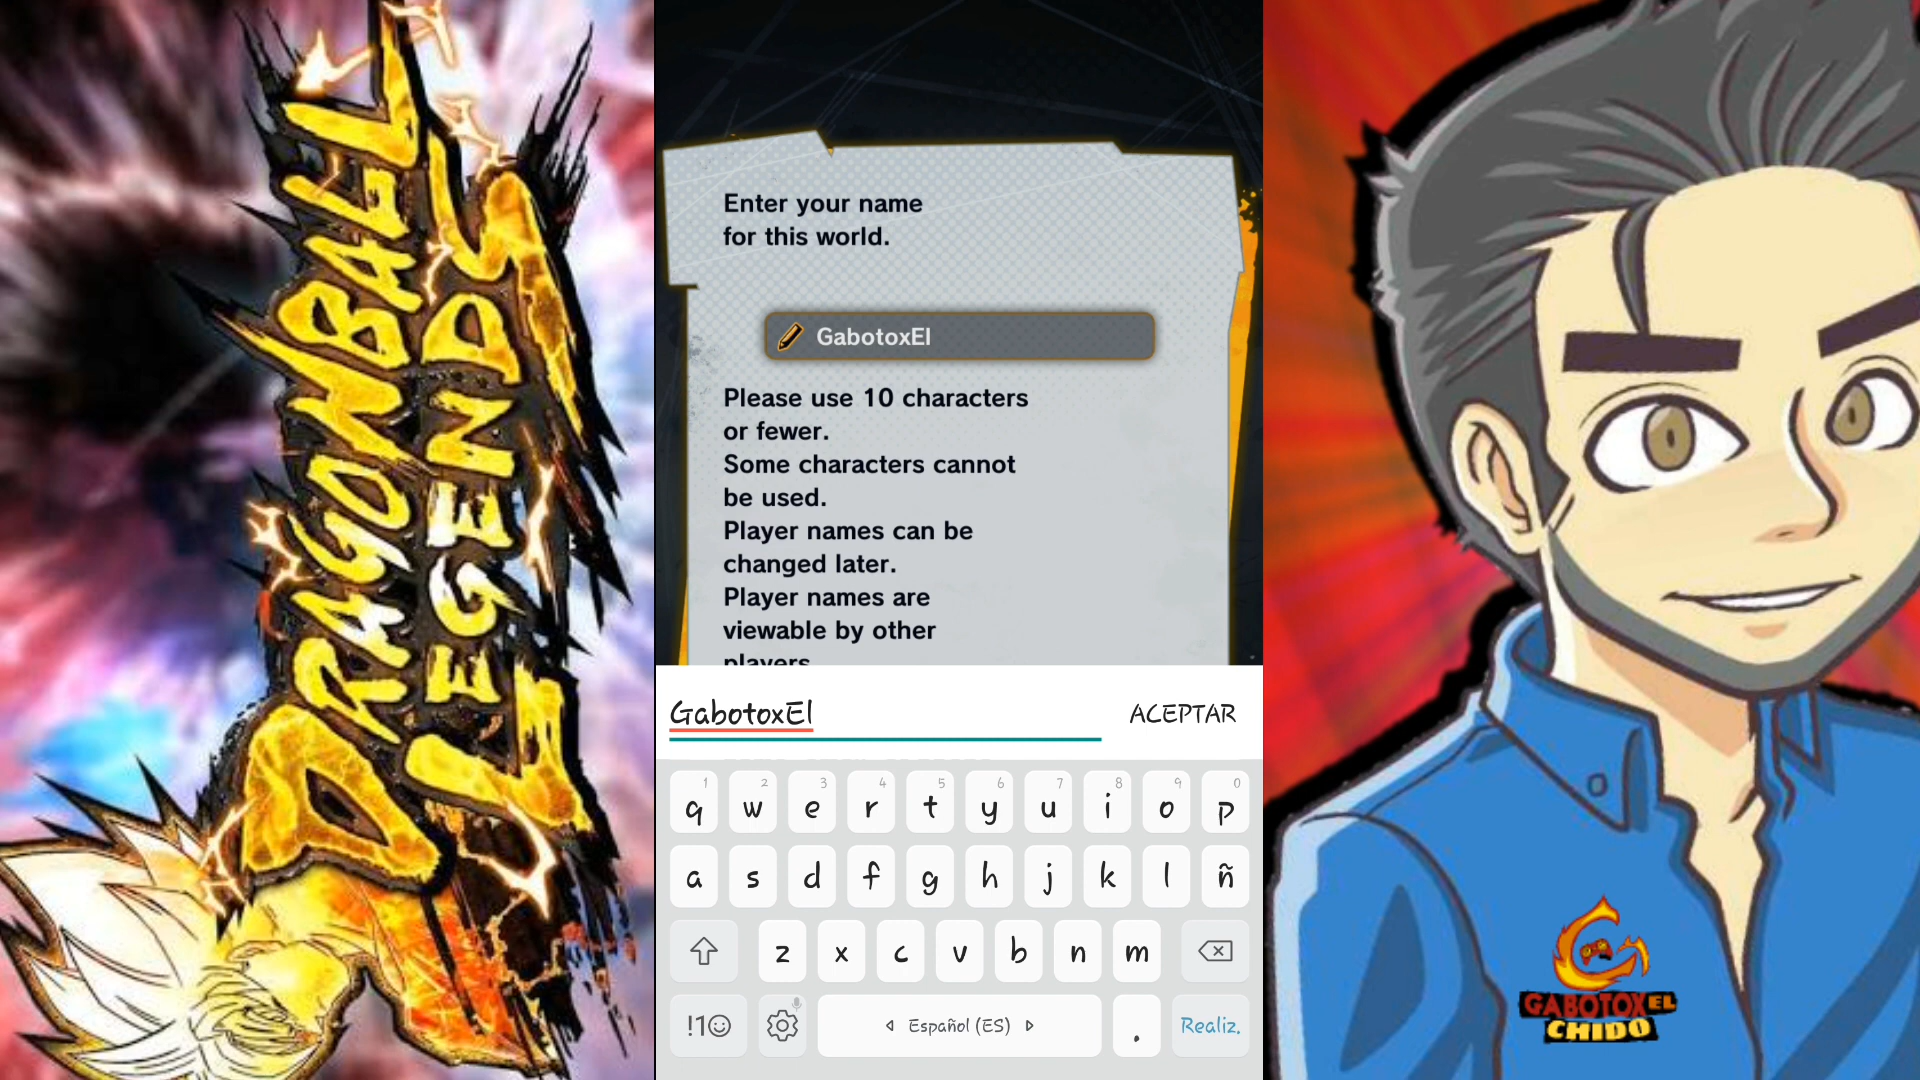 DRAGONBALL
LEGENDS
Enter your name
for this world.
GabotoxEl
Please use 10 characters
or fewer.
Some characters cannot
be used.
Player names can be
changed later.
Player names are
viewable by other
players
GabotoxEl
ACEPTAR
1 2 3 4 5 6 7 8 9 0
q w e r t y u i o p
a s d f g h j k l ñ
z x c v b n m
!1☺ Español (ES) . Realiz.
GABOTOX EL
CHIDO